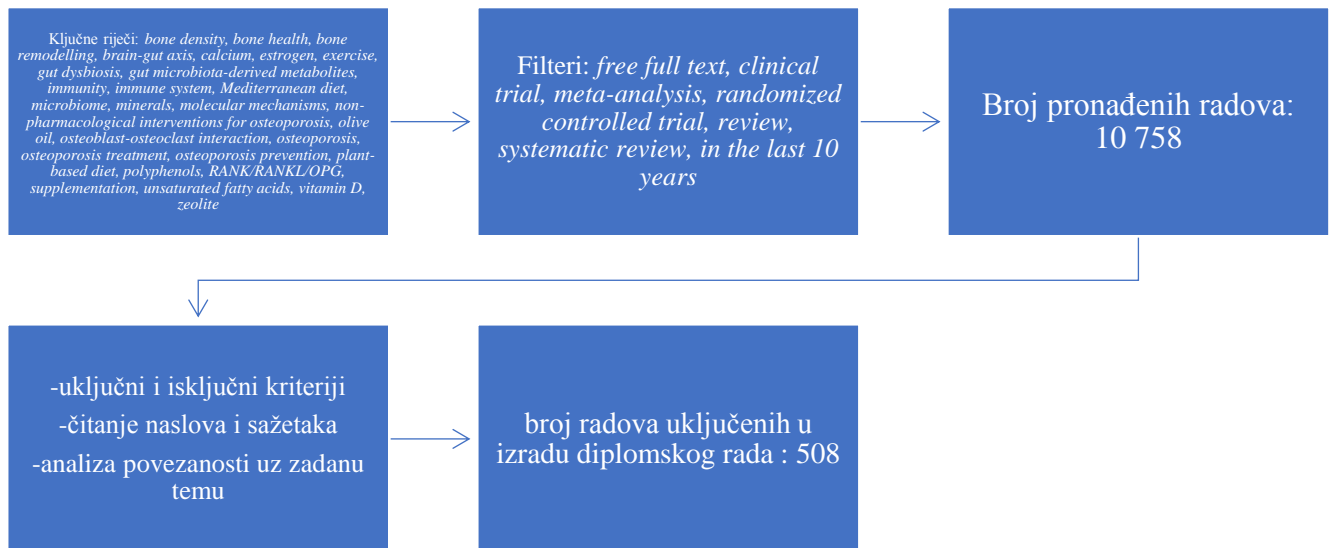 Ključne riječi: bone density, bone health, bone
remodelling, brain-gut axis, calcium, estrogen, exercise,
gut dysbiosis, gut microbiota-derived metabolites,
immunity, immune system, Mediterranean diet,
microbiome, minerals, molecular mechanisms, non-
pharmacological interventions for osteoporosis, olive
oil, osteoblast-osteoclast interaction, osteoporosis,
osteoporosis treatment, osteoporosis prevention, plant-
based diet, polyphenols, RANK/RANKL/OPG,
supplementation, unsaturated fatty acids, vitamin D,
zeolite
Filteri: free full text, clinical
trial, meta-analysis, randomized
controlled trial, review,
systematic review, in the last 10
years
Broj pronađenih radova:
10 758
-uključni i isključni kriteriji
-čitanje naslova i sažetaka
-analiza povezanosti uz zadanu
temu
broj radova uključenih u
izradu diplomskog rada : 508